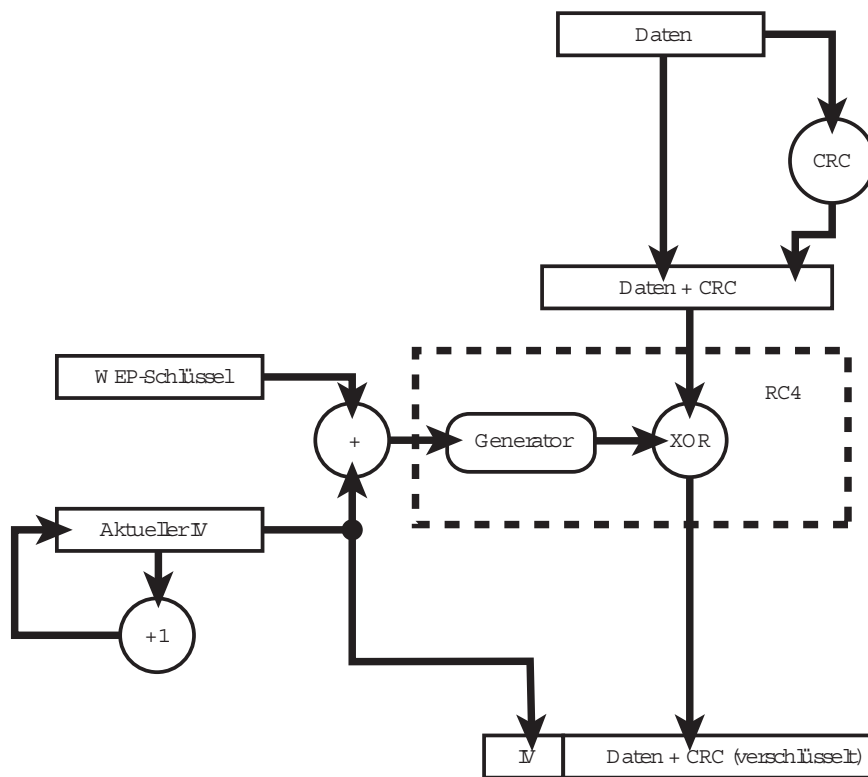 Daten
CRC
Daten + CRC
WEP-Schlüssel
RC4
+
Generator
XOR
Aktueller IV
+1
IV
Daten + CRC (verschlüsselt)